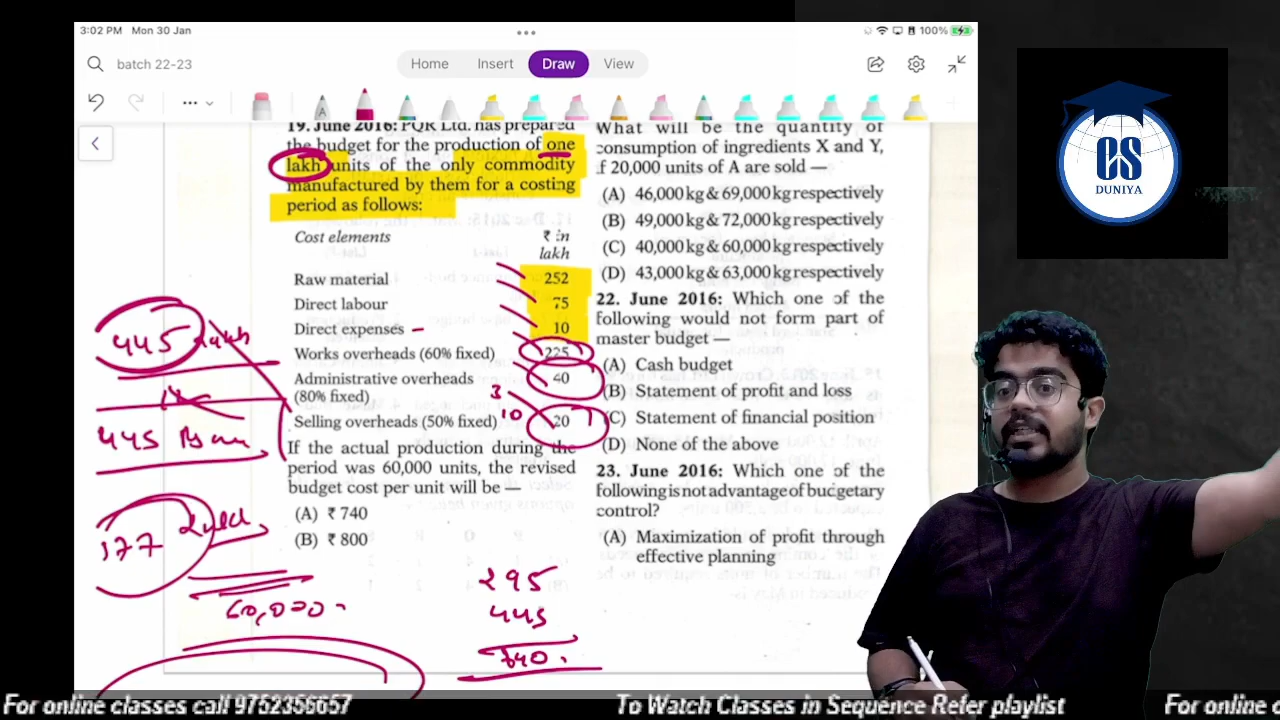 3:02 PM Mon 30 Jan
100%
batch 22-23
Home Insert Draw View
19. June 2016: PQR Ltd. has prepared
the budget for the production of one
lakh units of the only commodity
manufactured by them for a costing
period as follows:
Cost elements ₹ in
lakh
Raw material 252
Direct labour 75
Direct expenses 10
Works overheads (60% fixed) 225
Administrative overheads 40
(80% fixed)
Selling overheads (50% fixed) 20
If the actual production during the
period was 60,000 units, the revised
budget cost per unit will be —
(A) ₹ 740
(B) ₹ 800
445 lakh
445
177
60,000
3
10
295
445
740.
What will be the quantity of
consumption of ingredients X and Y,
if 20,000 units of A are sold —
(A) 46,000 kg & 69,000 kg respectively
(B) 49,000 kg & 72,000 kg respectively
(C) 40,000 kg & 60,000 kg respectively
(D) 43,000 kg & 63,000 kg respectively
22. June 2016: Which one of the
following would not form part of
master budget —
(A) Cash budget
(B) Statement of profit and loss
(C) Statement of financial position
(D) None of the above
23. June 2016: Which one of the
following is not advantage of budgetary
control?
(A) Maximization of profit through
effective planning
CS
DUNIYA
For online classes call 9752356657 To Watch Classes in Sequence Refer playlist For online c